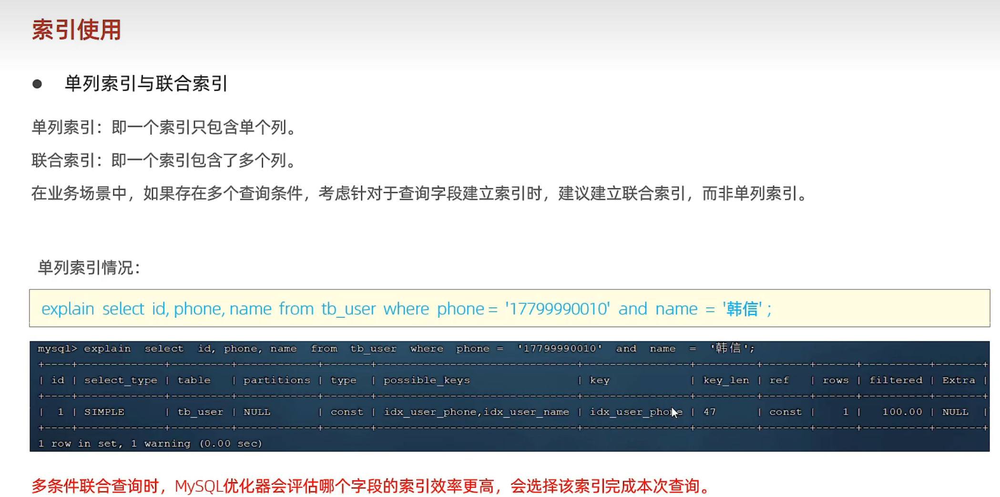 索引使用
● 单列索引与联合索引
单列索引：即一个索引只包含单个列。
联合索引：即一个索引包含了多个列。
在业务场景中，如果存在多个查询条件，考虑针对于查询字段建立索引时，建议建立联合索引，而非单列索引。
单列索引情况：
explain select id, phone, name from tb_user where phone = '17799990010' and name = '韩信' ;
mysql> explain select id, phone, name from tb_user where phone = '17799990010' and name = '韩信';
+----+-------------+---------+------------+-------+------------------------------+----------------+---------+-------+------+----------+-------+
| id | select_type | table | partitions | type | possible_keys | key | key_len | ref | rows | filtered | Extra |
+----+-------------+---------+------------+-------+------------------------------+----------------+---------+-------+------+----------+-------+
| 1 | SIMPLE | tb_user | NULL | const | idx_user_phone,idx_user_name | idx_user_phone | 47 | const | 1 | 100.00 | NULL |
+----+-------------+---------+------------+-------+------------------------------+----------------+---------+-------+------+----------+-------+
1 row in set, 1 warning (0.00 sec)
多条件联合查询时，MySQL优化器会评估哪个字段的索引效率更高，会选择该索引完成本次查询。